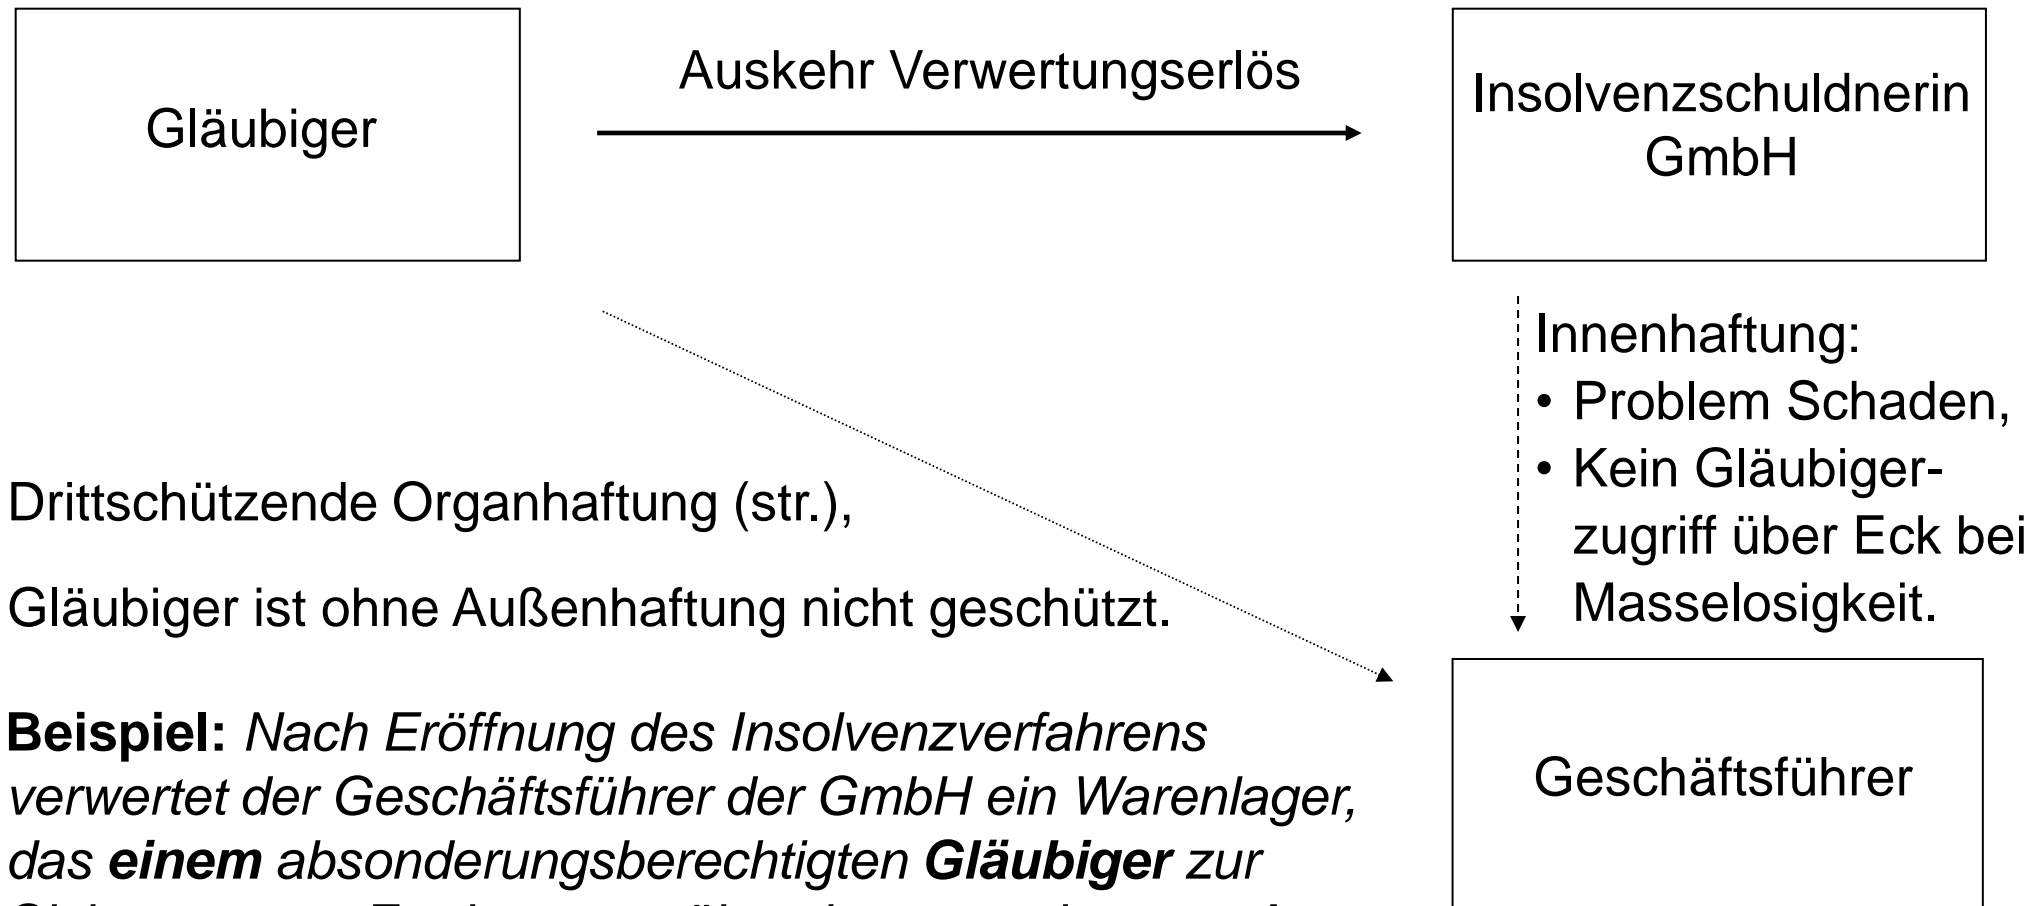 Gläubiger
Auskehr Verwertungserlös
Insolvenzschuldnerin
GmbH
Innenhaftung:
• Problem Schaden,
• Kein Gläubiger-
zugriff über Eck bei
Masselosigkeit.
Drittschützende Organhaftung (str.),
Gläubiger ist ohne Außenhaftung nicht geschützt.
Beispiel: Nach Eröffnung des Insolvenzverfahrens
verwertet der Geschäftsführer der GmbH ein Warenlager,
das einem absonderungsberechtigten Gläubiger zur
Geschäftsführer